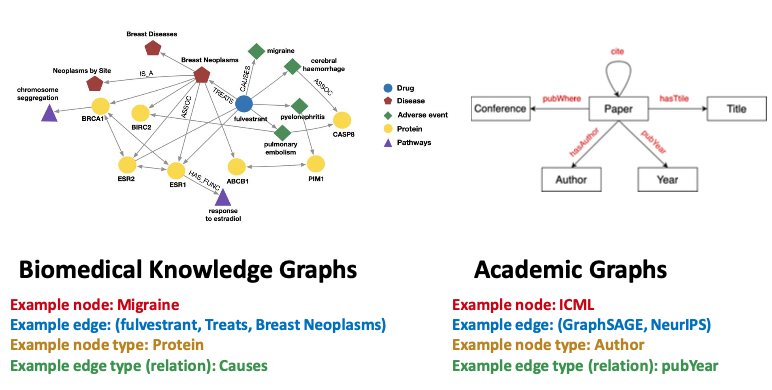 Breast Diseases
migraine
cerebral
haemorrhage
Breast Neoplasms
Neoplasms by Site
IS_A
CAUSES
ASSOC
TREATS
chromosome
seggregation
BRCA1
BIRC2
ASSOC
fulvestrant
pyelonephritis
CASP8
pulmonary
embolism
ESR2
ESR1
ABCB1
PIM1
HAS_FUNC
response
to estradiol
Drug
Disease
Adverse event
Protein
Pathways
cite
Conference
pubWhere
Paper
hasTtile
Title
hasAuthor
pubYear
Author
Year
Biomedical Knowledge Graphs
Example node: Migraine
Example edge: (fulvestrant, Treats, Breast Neoplasms)
Example node type: Protein
Example edge type (relation): Causes
Academic Graphs
Example node: ICML
Example edge: (GraphSAGE, NeurIPS)
Example node type: Author
Example edge type (relation): pubYear